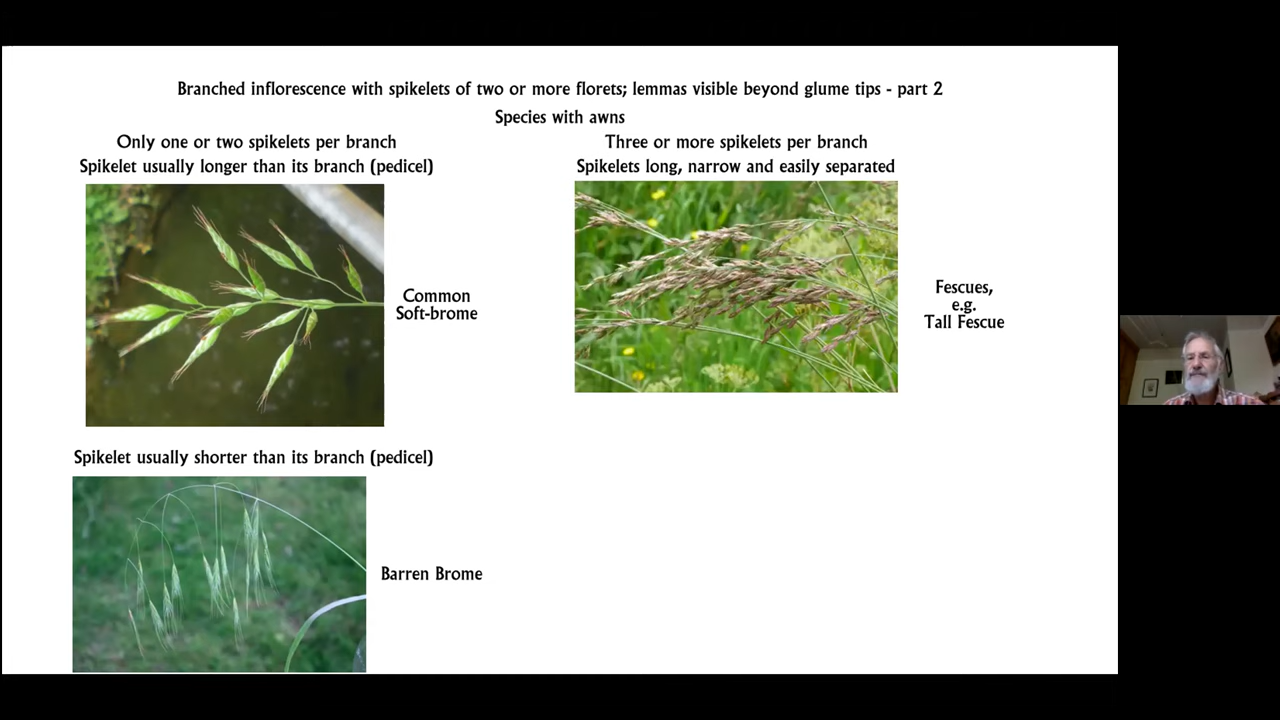 Branched inflorescence with spikelets of two or more florets; lemmas visible beyond glume tips - part 2
Species with awns
Only one or two spikelets per branch
Spikelet usually longer than its branch (pedicel)
Common
Soft-brome
Spikelet usually shorter than its branch (pedicel)
Barren Brome
Three or more spikelets per branch
Spikelets long, narrow and easily separated
Fescues,
e.g.
Tall Fescue